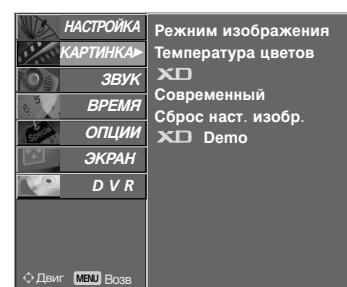 НАСТРОЙКА
КАРТИНКА►
ЗВУК
ВРЕМЯ
Special
ОПЦИИ
ЭКРАН
D V R
Режим изображения
Температура цветов
XD
Современный
Сброс наст. изобр.
XD Demo
Двиг MENU Возв